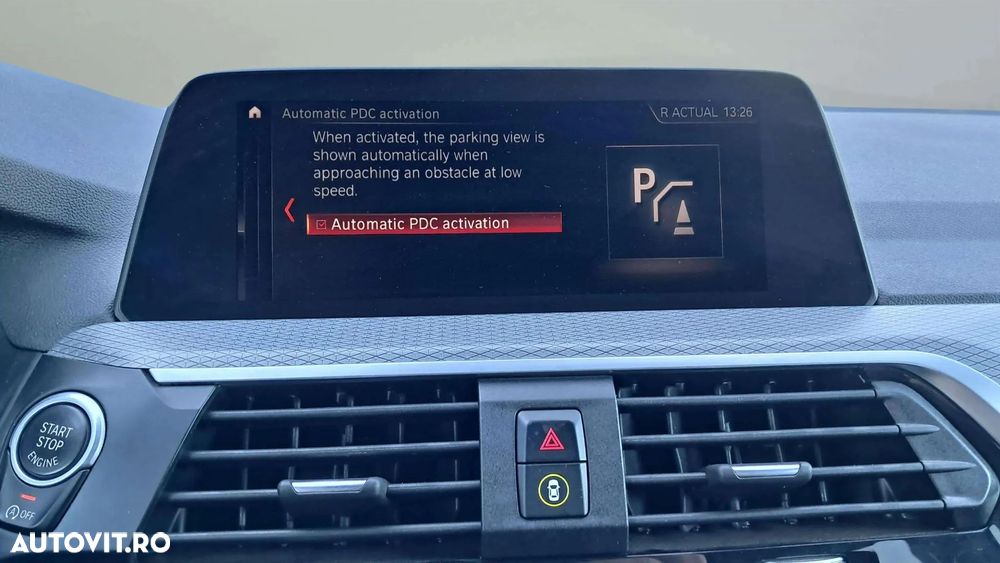 Automatic PDC activation
R ACTUAL 13:26
When activated, the parking view is
shown automatically when
approaching an obstacle at low
speed.
Automatic PDC activation
P
START
STOP
ENGINE
A OFF
AUTOVIT.RO